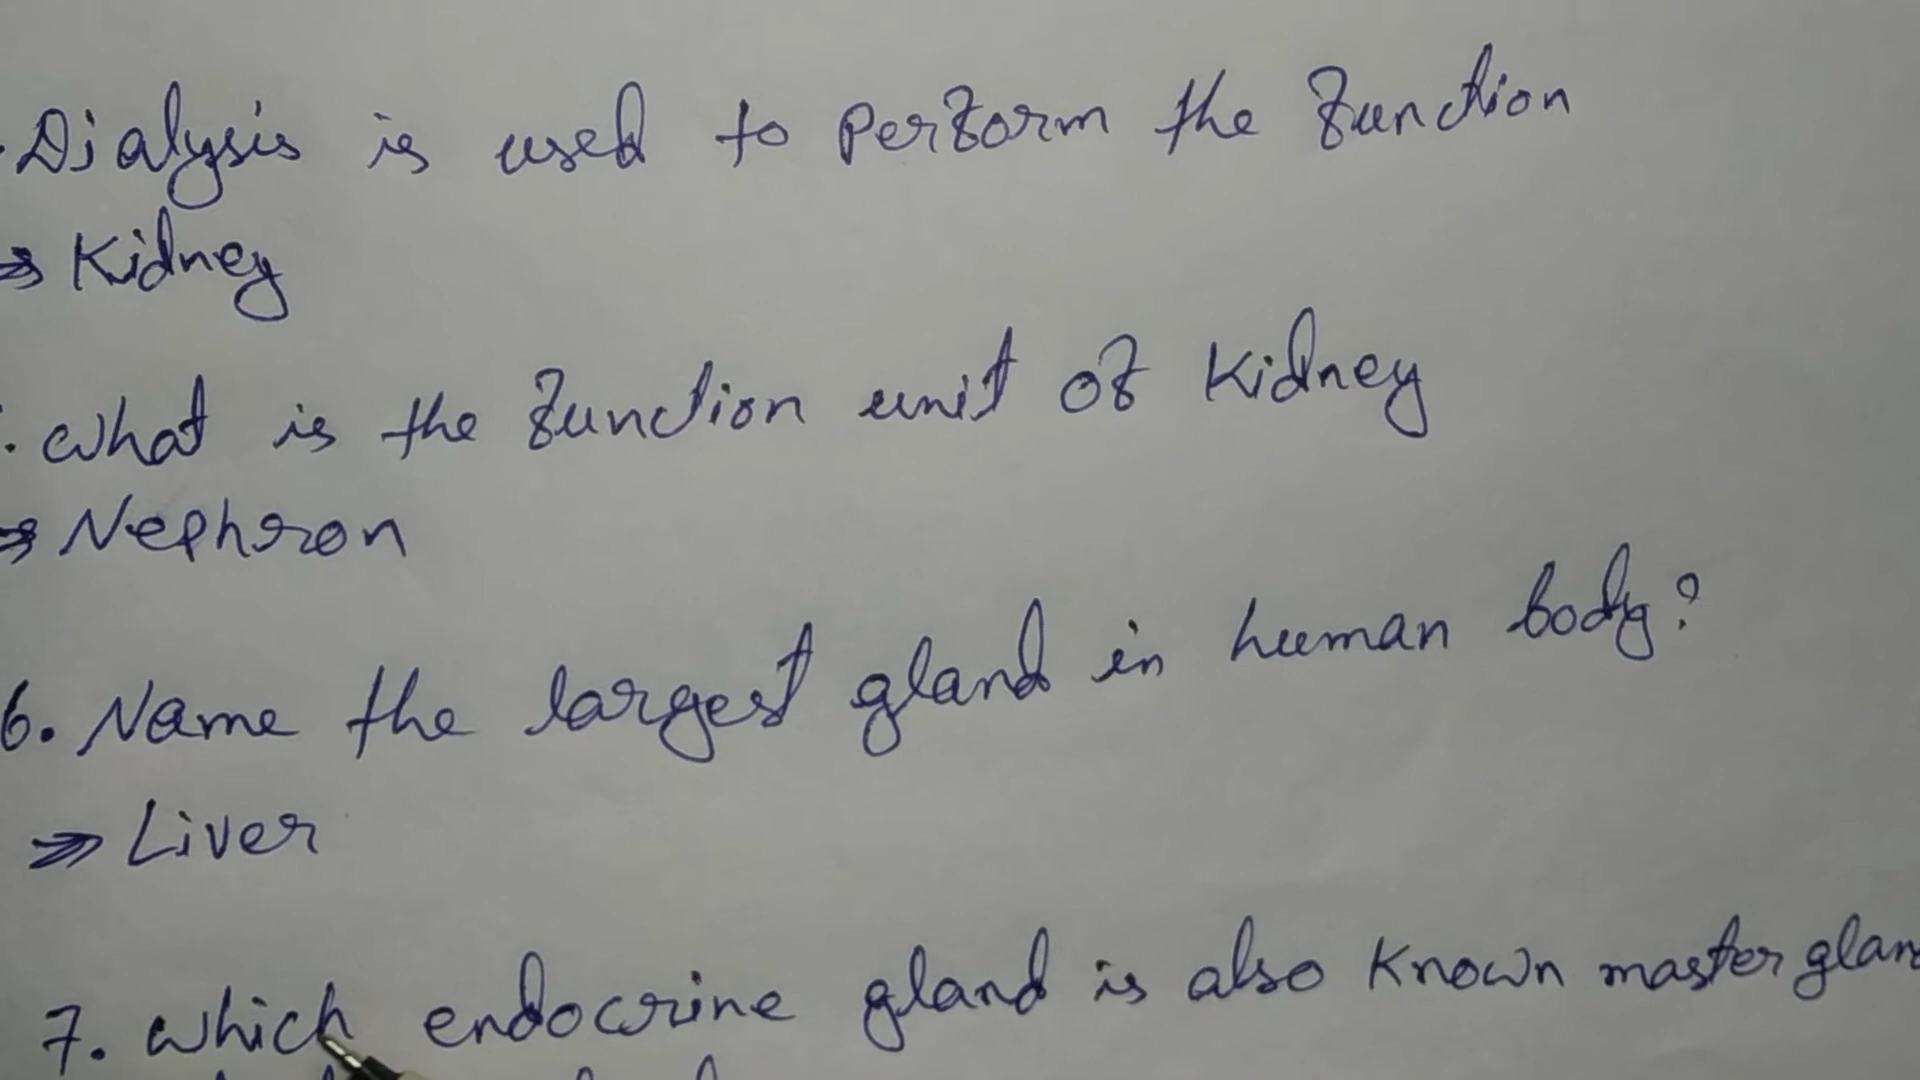 Dialysis is used to Perform the function
⇒ Kidney
. What is the function unit of Kidney
⇒ Nephron
6. Name the largest gland in human body?
⇒ Liver
7. Which endocrine gland is also Known master glan